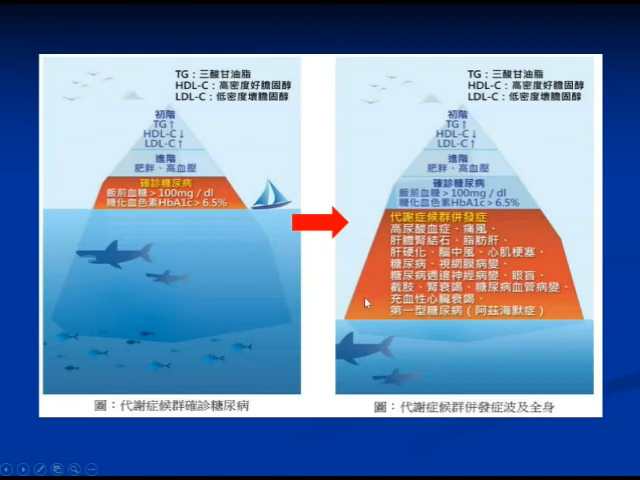 TG：三酸甘油脂
HDL-C：高密度好膽固醇
LDL-C：低密度壞膽固醇
初階
TG↑
HDL-C↓
LDL-C↑
進階
肥胖、高血壓
確診糖尿病
飯前血糖＞100mg / dl
糖化血色素HbA1c＞6.5%
圖：代謝症候群確診糖尿病
TG：三酸甘油脂
HDL-C：高密度好膽固醇
LDL-C：低密度壞膽固醇
初階
TG↑
HDL-C↓
LDL-C↑
進階
肥胖、高血壓
確診糖尿病
飯前血糖＞100mg / dl
糖化血色素HbA1c＞6.5%
代謝症候群併發症
高尿酸血症、痛風、
肝膽腎結石、脂肪肝、
肝硬化、腦中風、心肌梗塞、
糖尿病、視網膜病變、
糖尿病週邊神經病變、眼盲、
截肢、腎衰竭、糖尿病血管病變、
充血性心臟衰竭、
第一型糖尿病（阿茲海默症）
圖：代謝症候群併發症波及全身